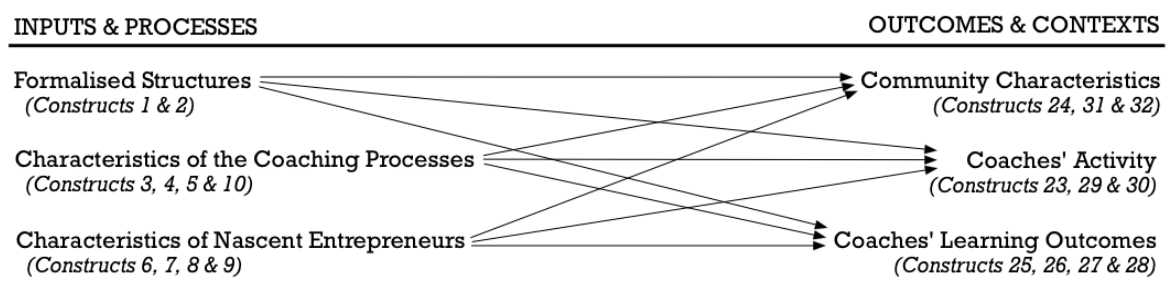 INPUTS & PROCESSES
OUTCOMES & CONTEXTS
Formalised Structures
(Constructs 1 & 2)
Community Characteristics
(Constructs 24, 31 & 32)
Characteristics of the Coaching Processes
(Constructs 3, 4, 5 & 10)
Coaches' Activity
(Constructs 23, 29 & 30)
Characteristics of Nascent Entrepreneurs
(Constructs 6, 7, 8 & 9)
Coaches' Learning Outcomes
(Constructs 25, 26, 27 & 28)